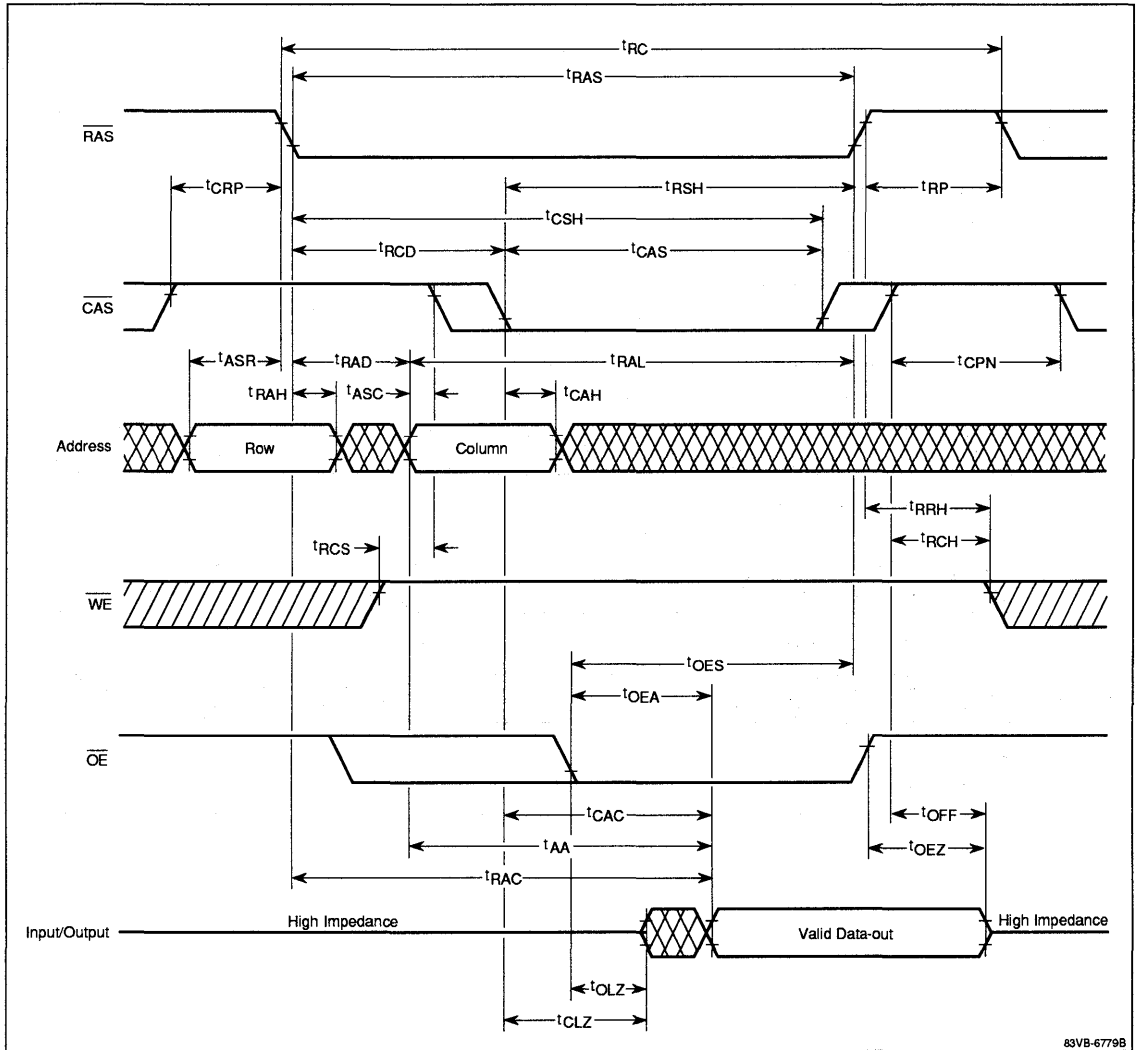 tRC
tRAS
RAS
tCRP
tRSH
tRP
tCSH
tRCD
tCAS
CAS
tASR
tRAD
tRAL
tCPN
tRAH
tASC
tCAH
Address
Row
Column
tRRH
tRCS
tRCH
WE
tOES
tOEA
OE
tCAC
tOFF
tAA
tOEZ
tRAC
High Impedance
High Impedance
Input/Output
Valid Data-out
tOLZ
tCLZ
83VB-6779B